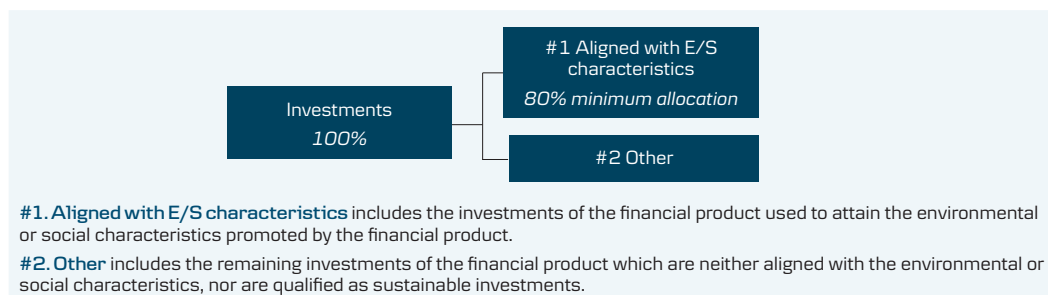 #1 Aligned with E/S
characteristics
80% minimum allocation
Investments
100%
#2 Other
#1. Aligned with E/S characteristics includes the investments of the financial product used to attain the environmental
or social characteristics promoted by the financial product.
#2. Other includes the remaining investments of the financial product which are neither aligned with the environmental or
social characteristics, nor are qualified as sustainable investments.